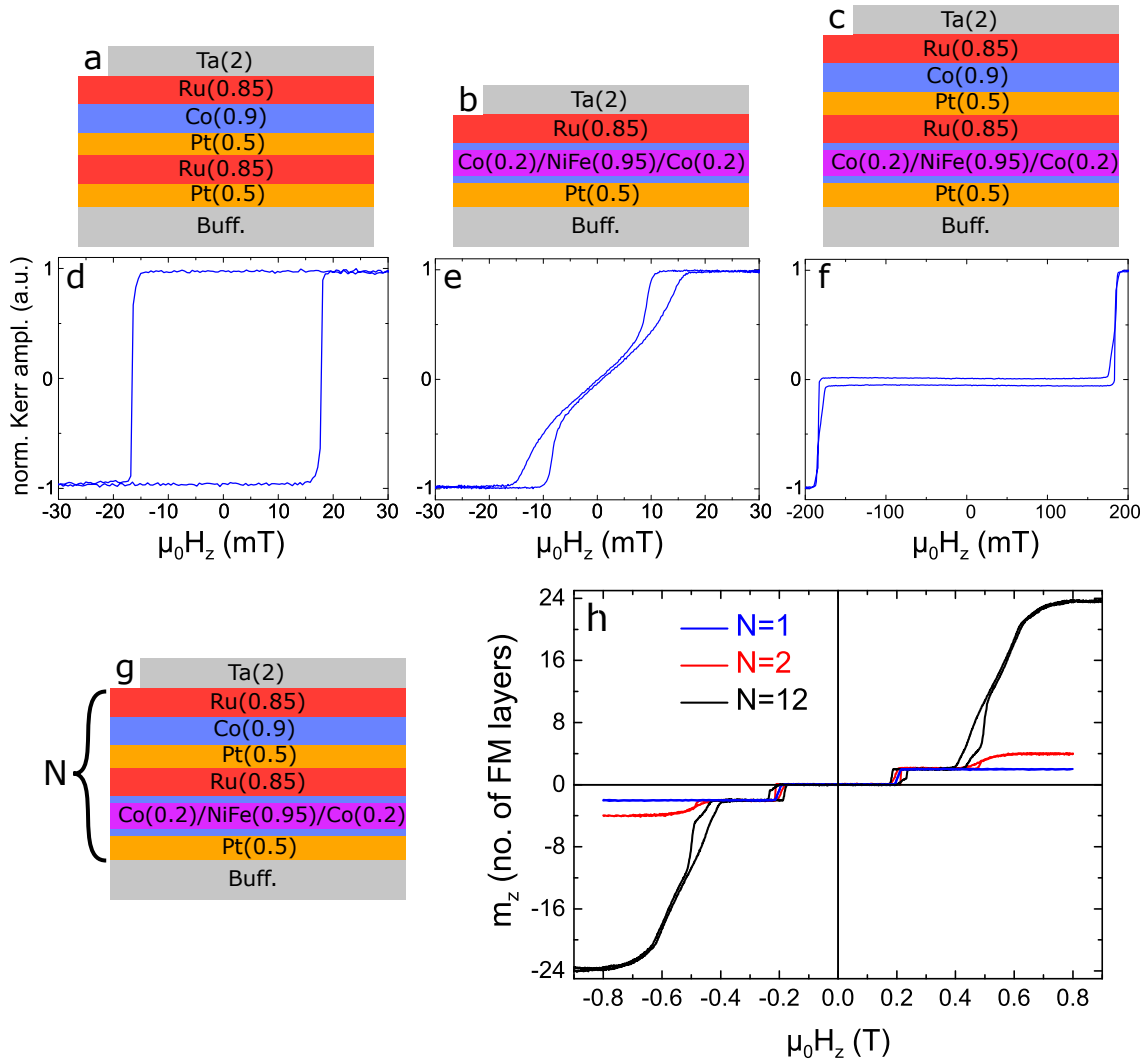 a
Ta(2)
Ru(0.85)
Co(0.9)
Pt(0.5)
Ru(0.85)
Pt(0.5)
Buff.
b
Ta(2)
Ru(0.85)
Co(0.2)/NiFe(0.95)/Co(0.2)
Pt(0.5)
Buff.
c
Ta(2)
Ru(0.85)
Co(0.9)
Pt(0.5)
Ru(0.85)
Co(0.2)/NiFe(0.95)/Co(0.2)
Pt(0.5)
Buff.
d
norm. Kerr ampl. (a.u.)
1
0
-1
-30 -20 -10 0 10 20 30
μ₀H_z (mT)
e
1
0
-1
-30 -20 -10 0 10 20 30
μ₀H_z (mT)
f
1
0
-1
-200 -100 0 100 200
μ₀H_z (mT)
g
N
Ta(2)
Ru(0.85)
Co(0.9)
Pt(0.5)
Ru(0.85)
Co(0.2)/NiFe(0.95)/Co(0.2)
Pt(0.5)
Buff.
h
N=1
N=2
N=12
m_z (no. of FM layers)
24
16
8
0
-8
-16
-24
-0.8 -0.6 -0.4 -0.2 0.0 0.2 0.4 0.6 0.8
μ₀H_z (T)